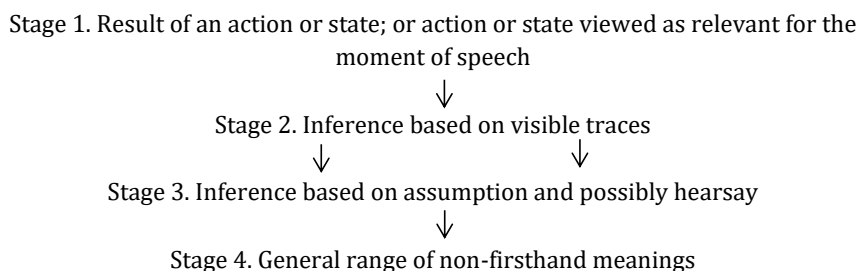 Stage 1. Result of an action or state; or action or state viewed as relevant for the
moment of speech
Stage 2. Inference based on visible traces
Stage 3. Inference based on assumption and possibly hearsay
Stage 4. General range of non-firsthand meanings